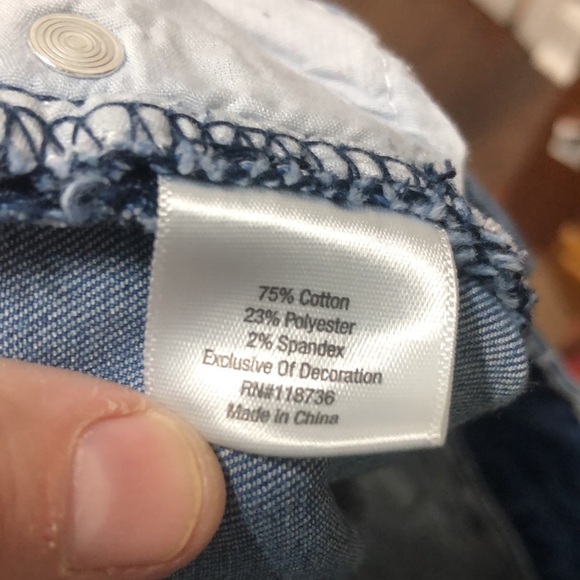 75% Cotton
23% Polyester
2% Spandex
Exclusive Of Decoration
RN#118736
Made In China